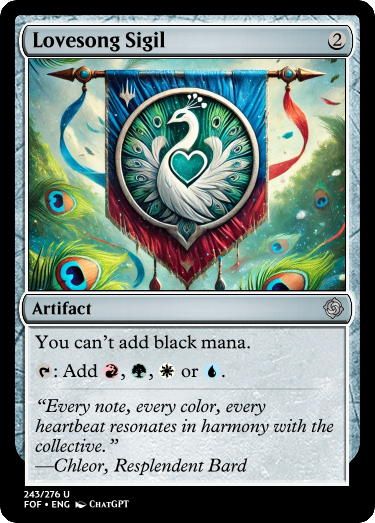 Lovesong Sigil 2
Artifact
You can’t add black mana.
: Add , , or .
“Every note, every color, every
heartbeat resonates in harmony with the
collective.”
—Chleor, Resplendent Bard
243/276 U
FOF • ENG ChatGPT